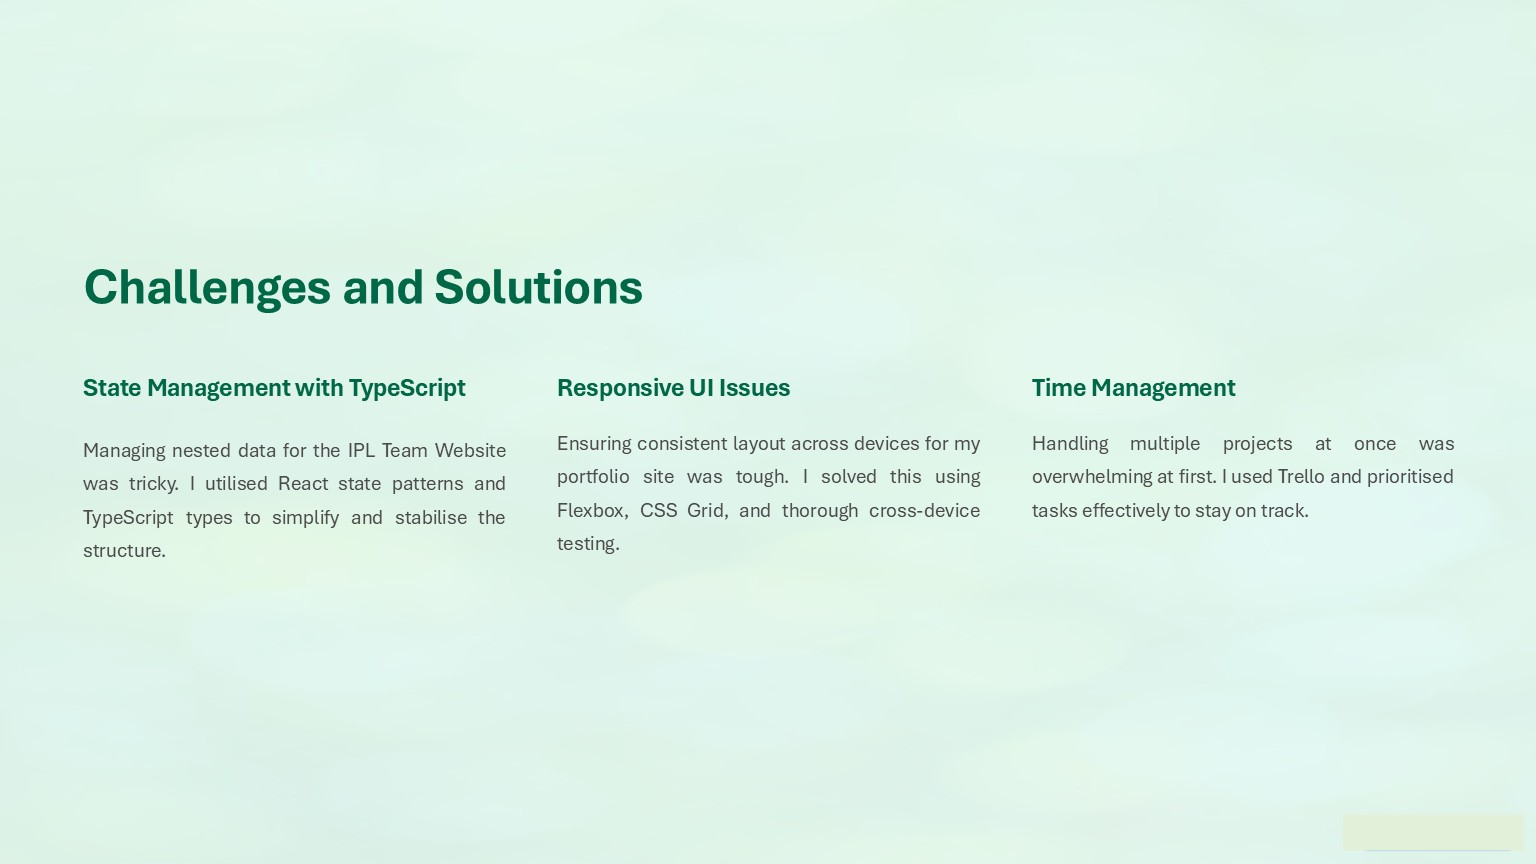 Challenges and Solutions
State Management with TypeScript
Managing nested data for the IPL Team Website
was tricky. I utilised React state patterns and
TypeScript types to simplify and stabilise the
structure.
Responsive UI Issues
Ensuring consistent layout across devices for my
portfolio site was tough. I solved this using
Flexbox, CSS Grid, and thorough cross-device
testing.
Time Management
Handling multiple projects at once was
overwhelming at first. I used Trello and prioritised
tasks effectively to stay on track.